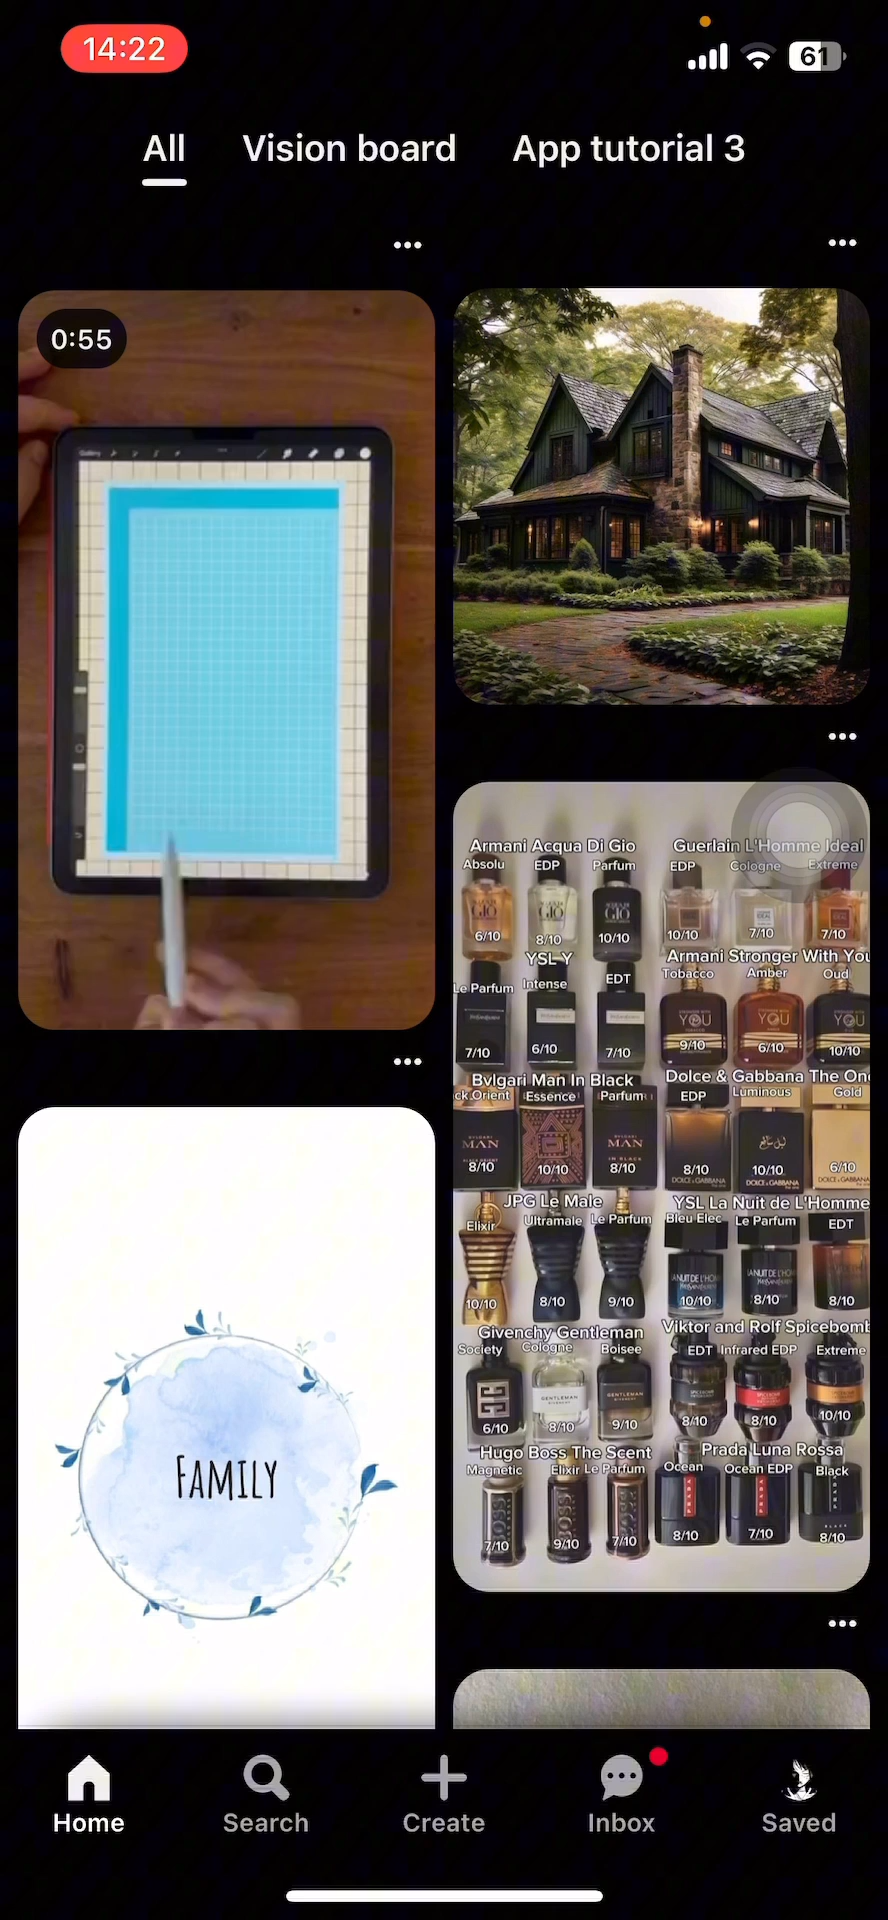 14:22
61
All
Vision board
App tutorial 3
0:55
Gallery
Armani Acqua Di Gio
Absolu
EDP
Parfum
6/10
8/10
10/10
Guerlain L'Homme Ideal
EDP
Cologne
Extreme
10/10
7/10
7/10
YSL Y
Le Parfum
Intense
EDT
7/10
6/10
7/10
Armani Stronger With You
Tobacco
Amber
Oud
9/10
6/10
10/10
Bvlgari Man In Black
ck Orient
Essence
Parfum
8/10
10/10
8/10
Dolce & Gabbana The One
EDP
Luminous
Gold
8/10
10/10
6/10
JPG Le Male
Elixir
Ultramale
Le Parfum
10/10
8/10
9/10
YSL La Nuit de L'Homme
Bleu Elec
Le Parfum
EDT
10/10
8/10
8/10
Givenchy Gentleman
Society
Cologne
Boisee
6/10
8/10
9/10
Viktor and Rolf Spicebomb
EDT
Infrared EDP
Extreme
8/10
8/10
10/10
Hugo Boss The Scent
Magnetic
Elixir
Le Parfum
7/10
9/10
7/10
Prada Luna Rossa
Ocean
Ocean EDP
Black
8/10
7/10
8/10
FAMILY
Home
Search
Create
Inbox
Saved